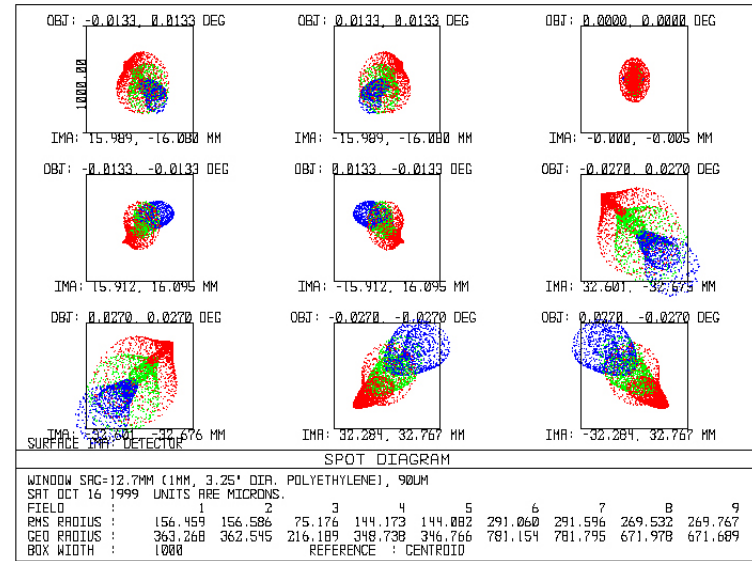 OBJ: -0.0133, 0.0133 DEG
OBJ: 0.0133, 0.0133 DEG
OBJ: 0.0000, 0.0000 DEG
1000.00
IMA: 15.989, -16.080 MM
IMA: -15.989, -16.080 MM
IMA: -0.000, -0.005 MM
OBJ: -0.0133, -0.0133 DEG
OBJ: 0.0133, -0.0133 DEG
OBJ: -0.0270, 0.0270 DEG
IMA: 15.912, 16.095 MM
IMA: -15.912, 16.095 MM
IMA: 32.601, -32.675 MM
OBJ: 0.0270, 0.0270 DEG
OBJ: -0.0270, -0.0270 DEG
OBJ: 0.0270, -0.0270 DEG
IMA: -32.601, -32.676 MM
IMA: 32.284, 32.767 MM
IMA: -32.284, 32.767 MM
SURFACE IMA: DETECTOR
SPOT DIAGRAM
WINDOW SAG=12.7MM (1MM, 3.25" DIA. POLYETHYLENE), 90UM
SAT OCT 16 1999 UNITS ARE MICRONS.
FIELD : 1 2 3 4 5 6 7 8 9
RMS RADIUS : 156.459 156.586 75.176 144.173 144.082 291.060 291.596 269.532 269.767
GEO RADIUS : 363.268 362.545 216.189 348.738 346.766 781.154 781.795 671.978 671.689
BOX WIDTH : 1000 REFERENCE : CENTROID